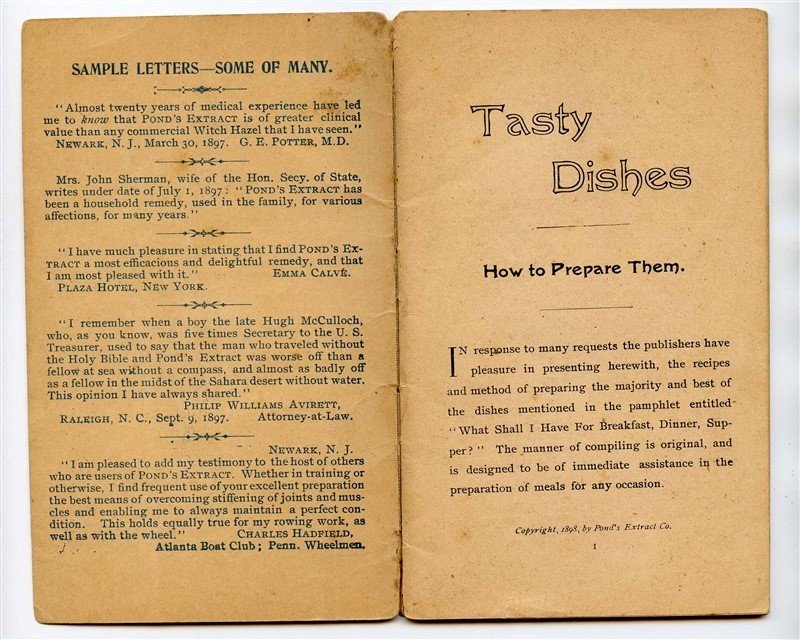 SAMPLE LETTERS—SOME OF MANY.
"Almost twenty years of medical experience have led
me to know that POND'S EXTRACT is of greater clinical
value than any commercial Witch Hazel that I have seen."
NEWARK, N. J., March 30, 1897. G. E. POTTER, M.D.
Mrs. John Sherman, wife of the Hon. Secy. of State,
writes under date of July 1, 1897: "POND'S EXTRACT has
been a household remedy, used in the family, for various
affections, for many years."
"I have much pleasure in stating that I find POND'S EX-
TRACT a most efficacious and delightful remedy, and that
I am most pleased with it." EMMA CALVÉ.
PLAZA HOTEL, NEW YORK.
"I remember when a boy the late Hugh McCulloch,
who, as you know, was five times Secretary to the U. S.
Treasurer, used to say that the man who traveled without
the Holy Bible and Pond's Extract was worse off than a
fellow at sea without a compass, and almost as badly off
as a fellow in the midst of the Sahara desert without water.
This opinion I have always shared."
PHILIP WILLIAMS AVIRETT,
RALEIGH, N. C., Sept. 9, 1897. Attorney-at-Law.
NEWARK, N. J.
"I am pleased to add my testimony to the host of others
who are users of POND'S EXTRACT. Whether in training or
otherwise, I find frequent use of your excellent preparation
the best means of overcoming stiffening of joints and mus-
cles and enabling me to always maintain a perfect con-
dition. This holds equally true for my rowing work, as
well as with the wheel." CHARLES HADFIELD,
Atlanta Boat Club; Penn. Wheelmen.
Tasty
Dishes
How to Prepare Them.
IN response to many requests the publishers have
pleasure in presenting herewith, the recipes
and method of preparing the majority and best of
the dishes mentioned in the pamphlet entitled
"What Shall I Have For Breakfast, Dinner, Sup-
per?" The manner of compiling is original, and
is designed to be of immediate assistance in the
preparation of meals for any occasion.
Copyright, 1898, by Pond's Extract Co.
1